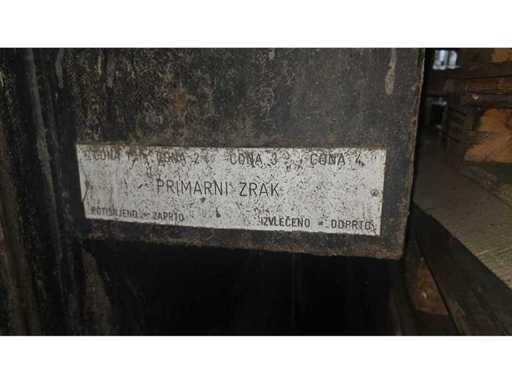 CONA 1 CONA 2 CONA 3 CONA 4
PRIMARNI ZRAK
POTISNJENO - ZAPRTO IZVLEČENO - ODPRTO